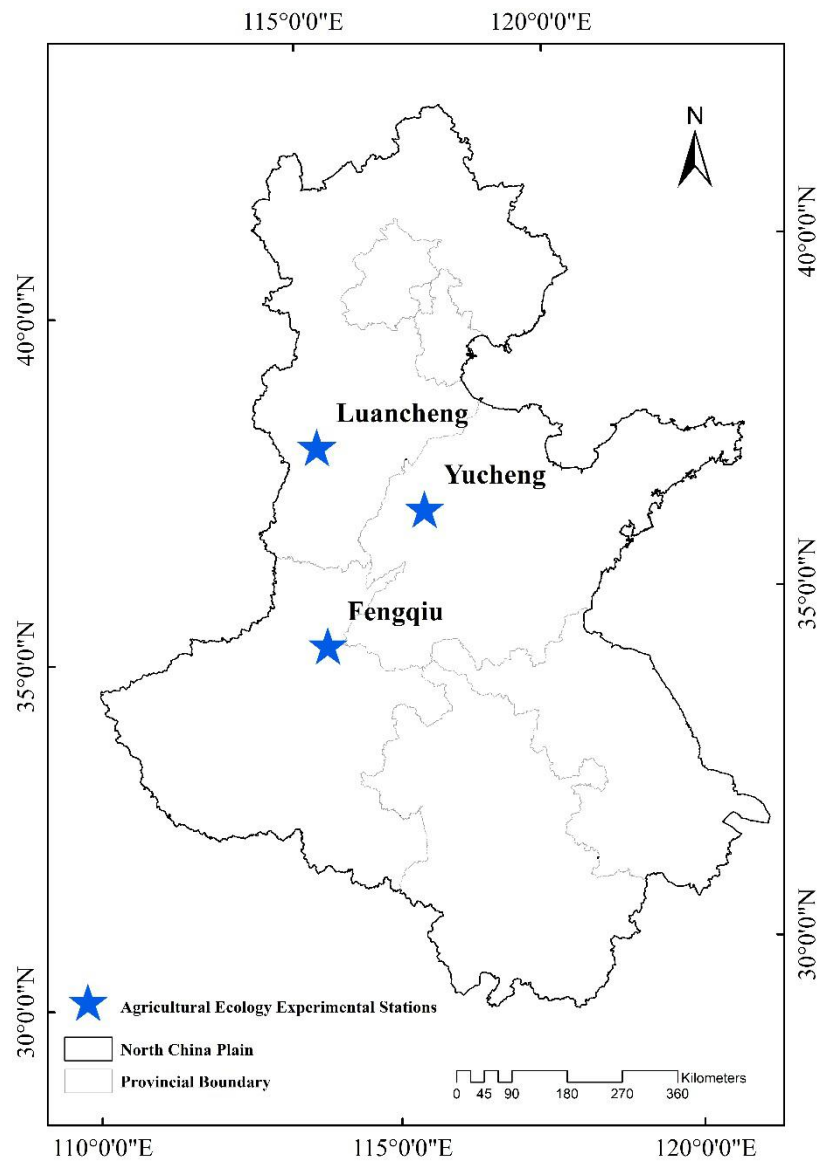 115°0'0"E 120°0'0"E
N
40°0'0"N
40°0'0"N
Luancheng
Yucheng
35°0'0"N
Fengqiu
35°0'0"N
30°0'0"N
Agricultural Ecology Experimental Stations
30°0'0"N
North China Plain
Provincial Boundary
Kilometers
0 45 90 180 270 360
110°0'0"E 115°0'0"E 120°0'0"E